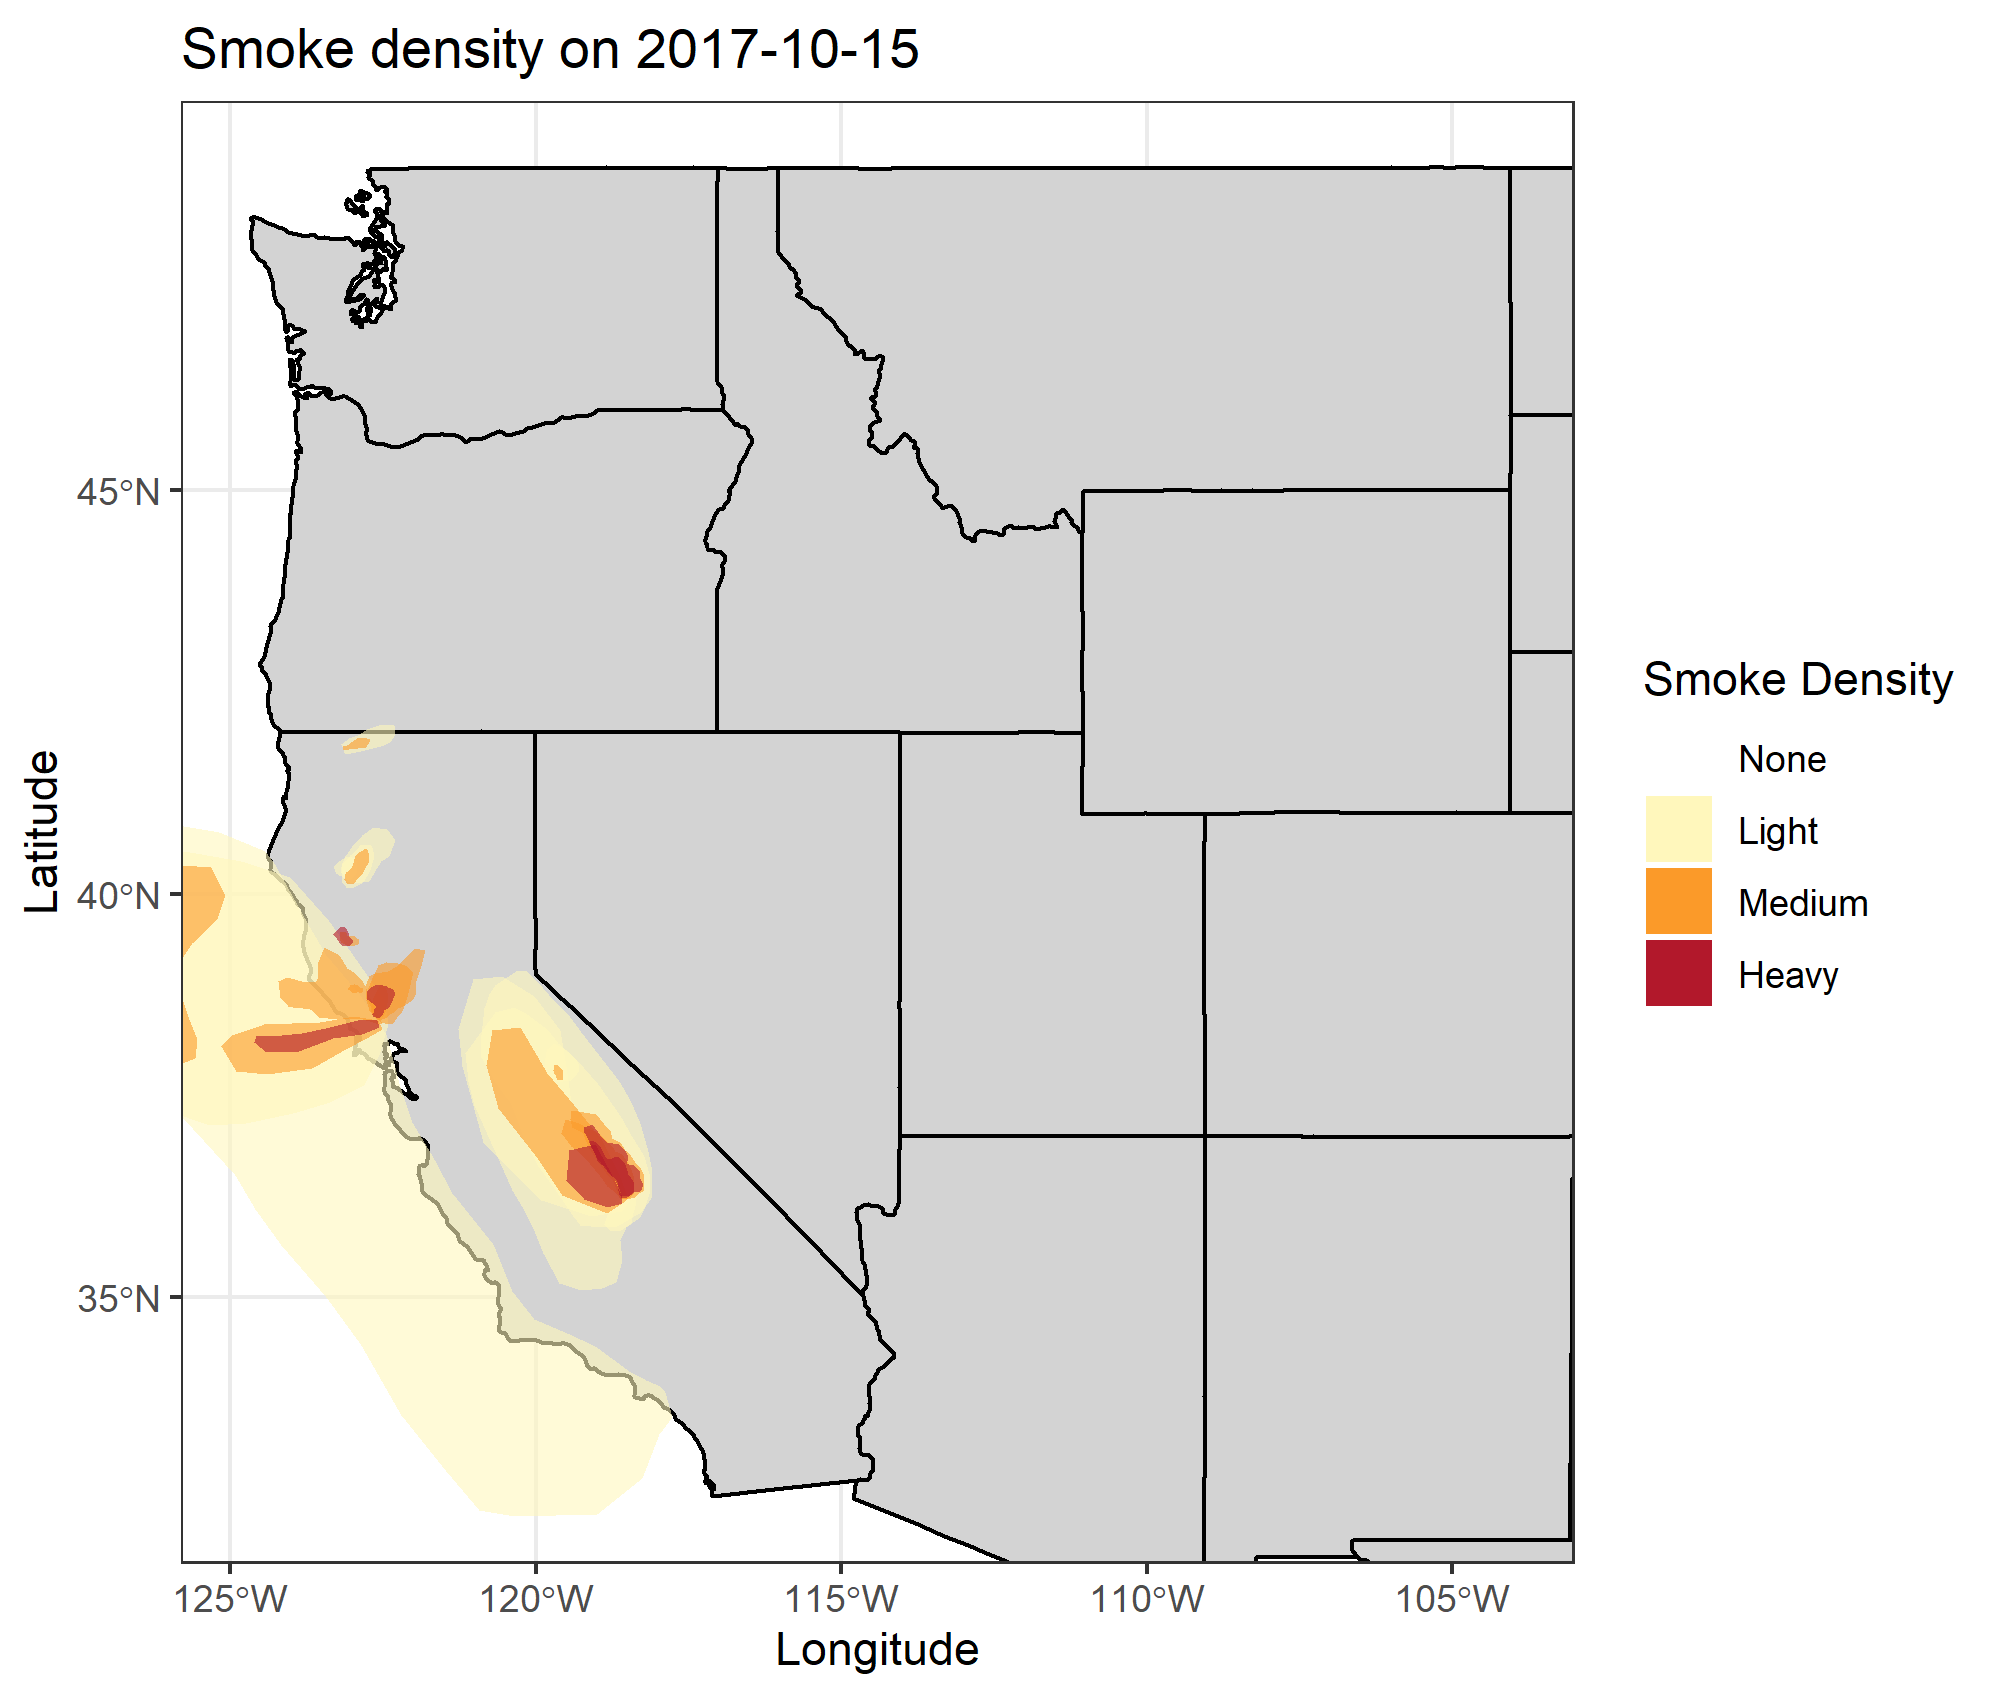 Smoke density on 2017-10-15
45°N
40°N
35°N
Latitude
125°W
120°W
115°W
110°W
105°W
Longitude
Smoke Density
None
Light
Medium
Heavy